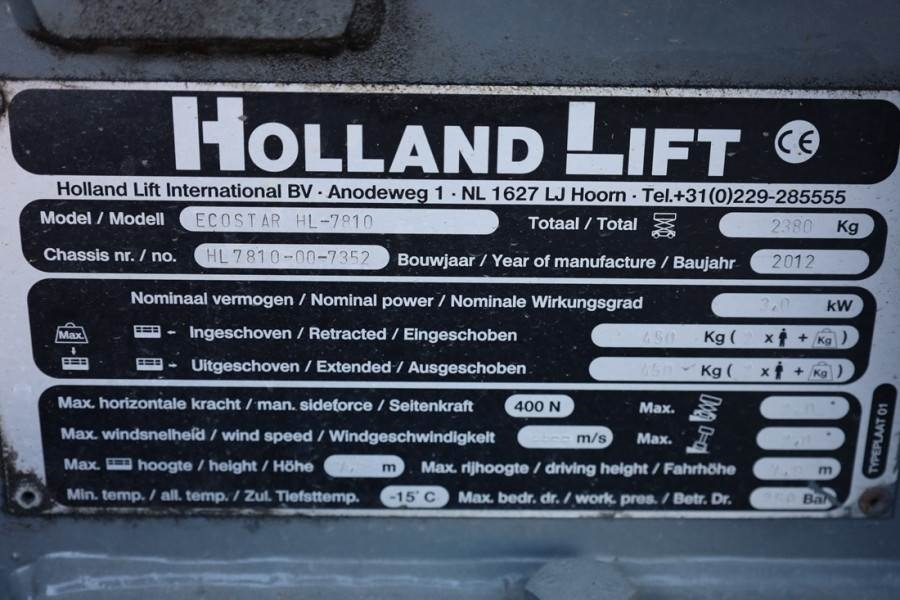 HOLLAND LIFT CE
Holland Lift International BV · Anodeweg 1 · NL 1627 LJ Hoorn · Tel.+31(0)229-285555
Model / Modell ECOSTAR HL-7810 Totaal / Total 2380 Kg
Chassis nr. / no. HL7810-00-7352 Bouwjaar / Year of manufacture / Baujahr 2012
Nominaal vermogen / Nominal power / Nominale Wirkungsgrad 3,0 kW
Max. Ingeschoven / Retracted / Eingeschoben 450 Kg ( x + Kg )
Uitgeschoven / Extended / Ausgeschoben 450 Kg ( x + Kg )
Max. horizontale kracht / man. sideforce / Seitenkraft 400 N Max. °
Max. windsnelheid / wind speed / Windgeschwindigkeit m/s Max. °
Max. hoogte / height / Höhe m Max. rijhoogte / driving height / Fahrhöhe m
Min. temp. / all. temp. / Zul. Tiefsttemp. -15° C Max. bedr. dr. / work. pres. / Betr. Dr. Bar
TYPEPLAAT 01